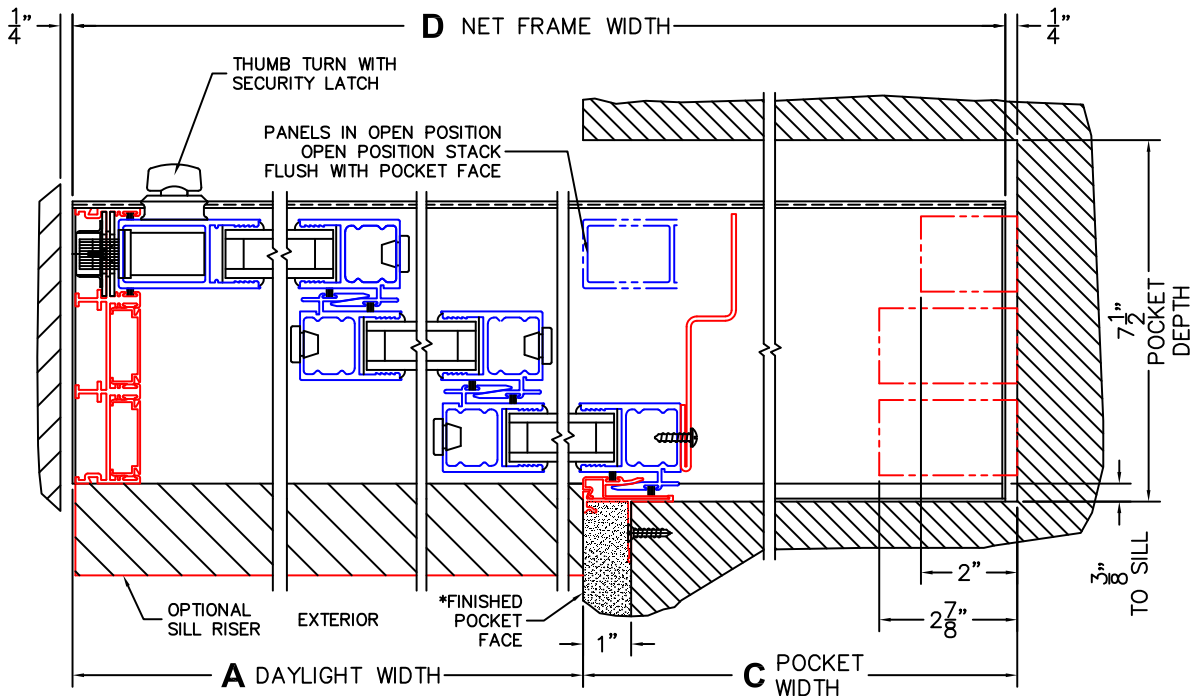 1/4"
D NET FRAME WIDTH
1/4"
THUMB TURN WITH
SECURITY LATCH
PANELS IN OPEN POSITION
OPEN POSITION STACK
FLUSH WITH POCKET FACE
7 1/2"
POCKET
DEPTH
3/8"
TO SILL
2"
2 7/8"
OPTIONAL
SILL RISER
EXTERIOR
*FINISHED
POCKET
FACE
1"
A DAYLIGHT WIDTH
C POCKET
WIDTH